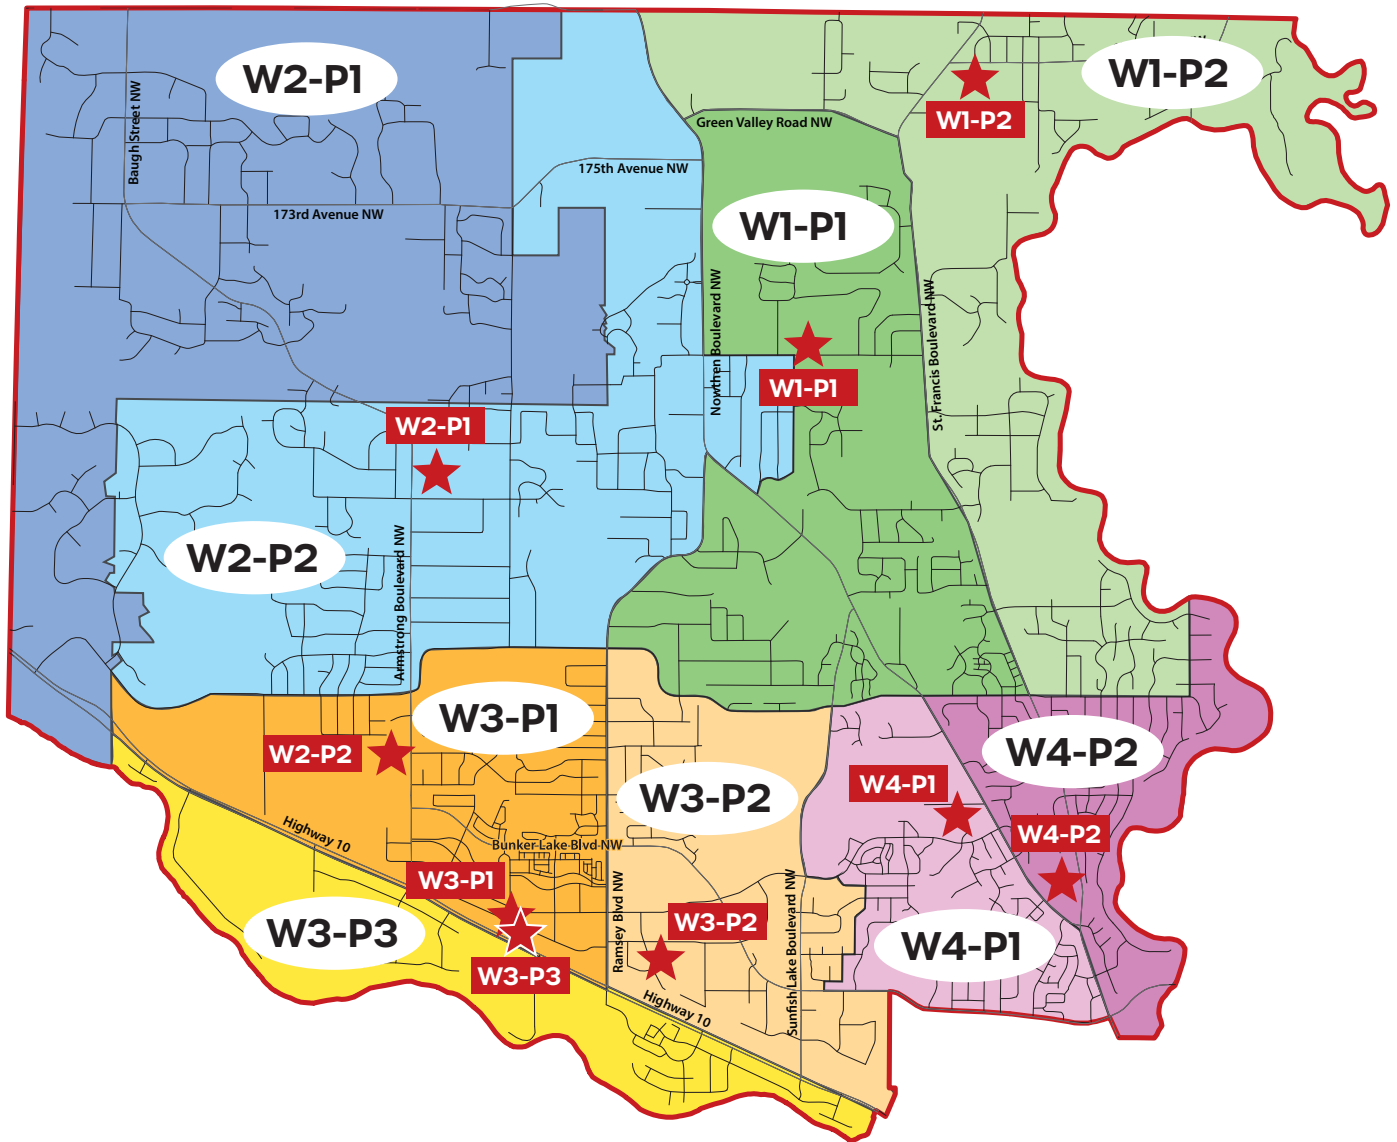 W2-P1
W1-P2
Baugh Street NW
W1-P2
Green Valley Road NW
175th Avenue NW
173rd Avenue NW
W1-P1
Nowthen Boulevard NW
St. Francis Boulevard NW
W1-P1
W2-P1
W2-P2
Armstrong Boulevard NW
W3-P1
W2-P2
W4-P2
W3-P2
W4-P1
W4-P2
Highway 10
Bunker Lake Blvd NW
W3-P1
Ramsey Blvd NW
Sunfish Lake Boulevard NW
W3-P2
W3-P3
W4-P1
W3-P3
Highway 10